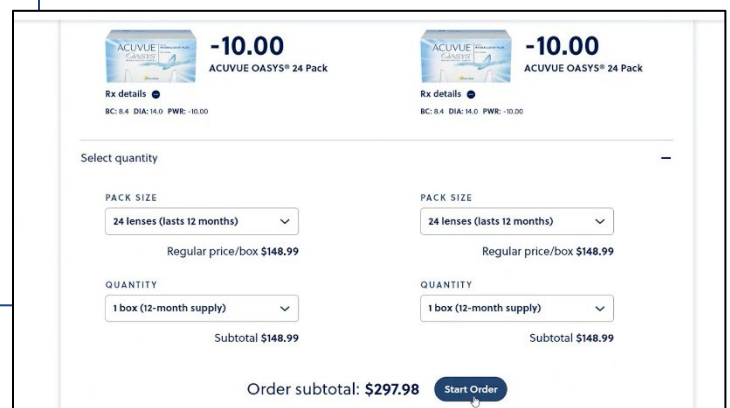 ACUVUE
OASYS
-10.00
ACUVUE OASYS® 24 Pack
Rx details
BC: 8.4 DIA: 14.0 PWR: -10.00
ACUVUE
OASYS
-10.00
ACUVUE OASYS® 24 Pack
Rx details
BC: 8.4 DIA: 14.0 PWR: -10.00
Select quantity
PACK SIZE
24 lenses (lasts 12 months)
Regular price/box $148.99
QUANTITY
1 box (12-month supply)
Subtotal $148.99
PACK SIZE
24 lenses (lasts 12 months)
Regular price/box $148.99
QUANTITY
1 box (12-month supply)
Subtotal $148.99
Order subtotal: $297.98 Start Order